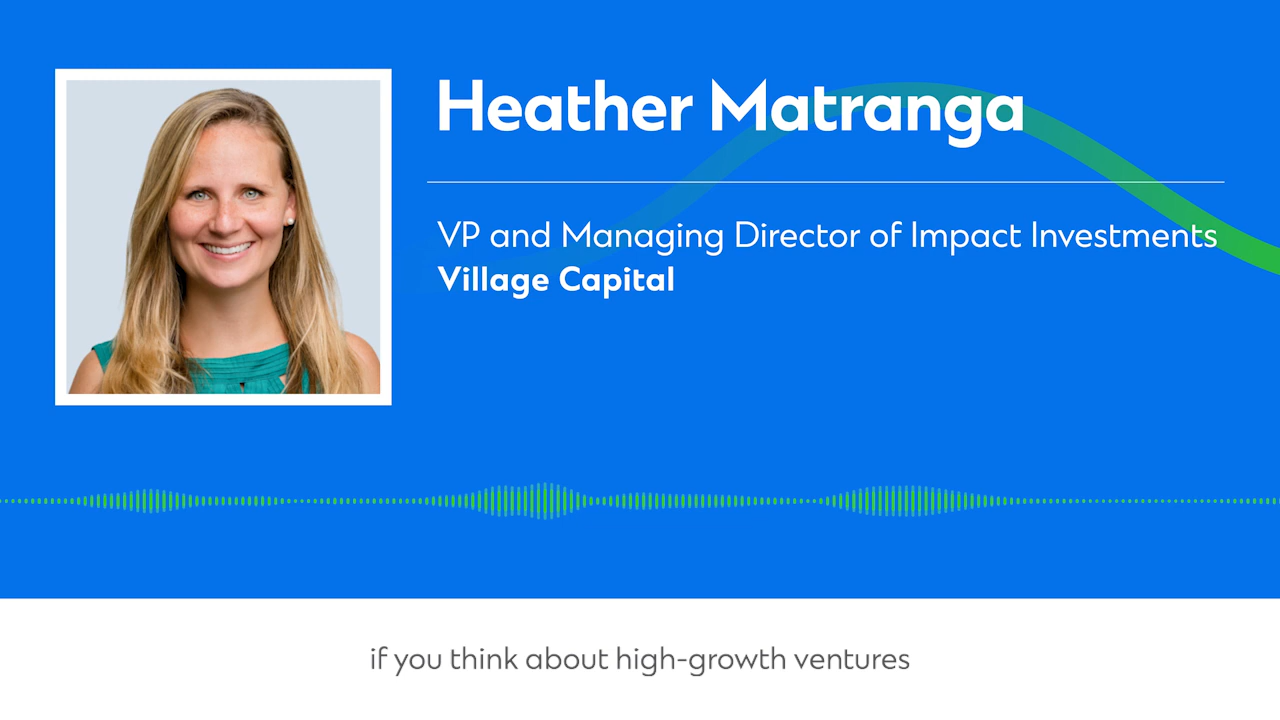 Heather Matranga
VP and Managing Director of Impact Investments
Village Capital
if you think about high-growth ventures